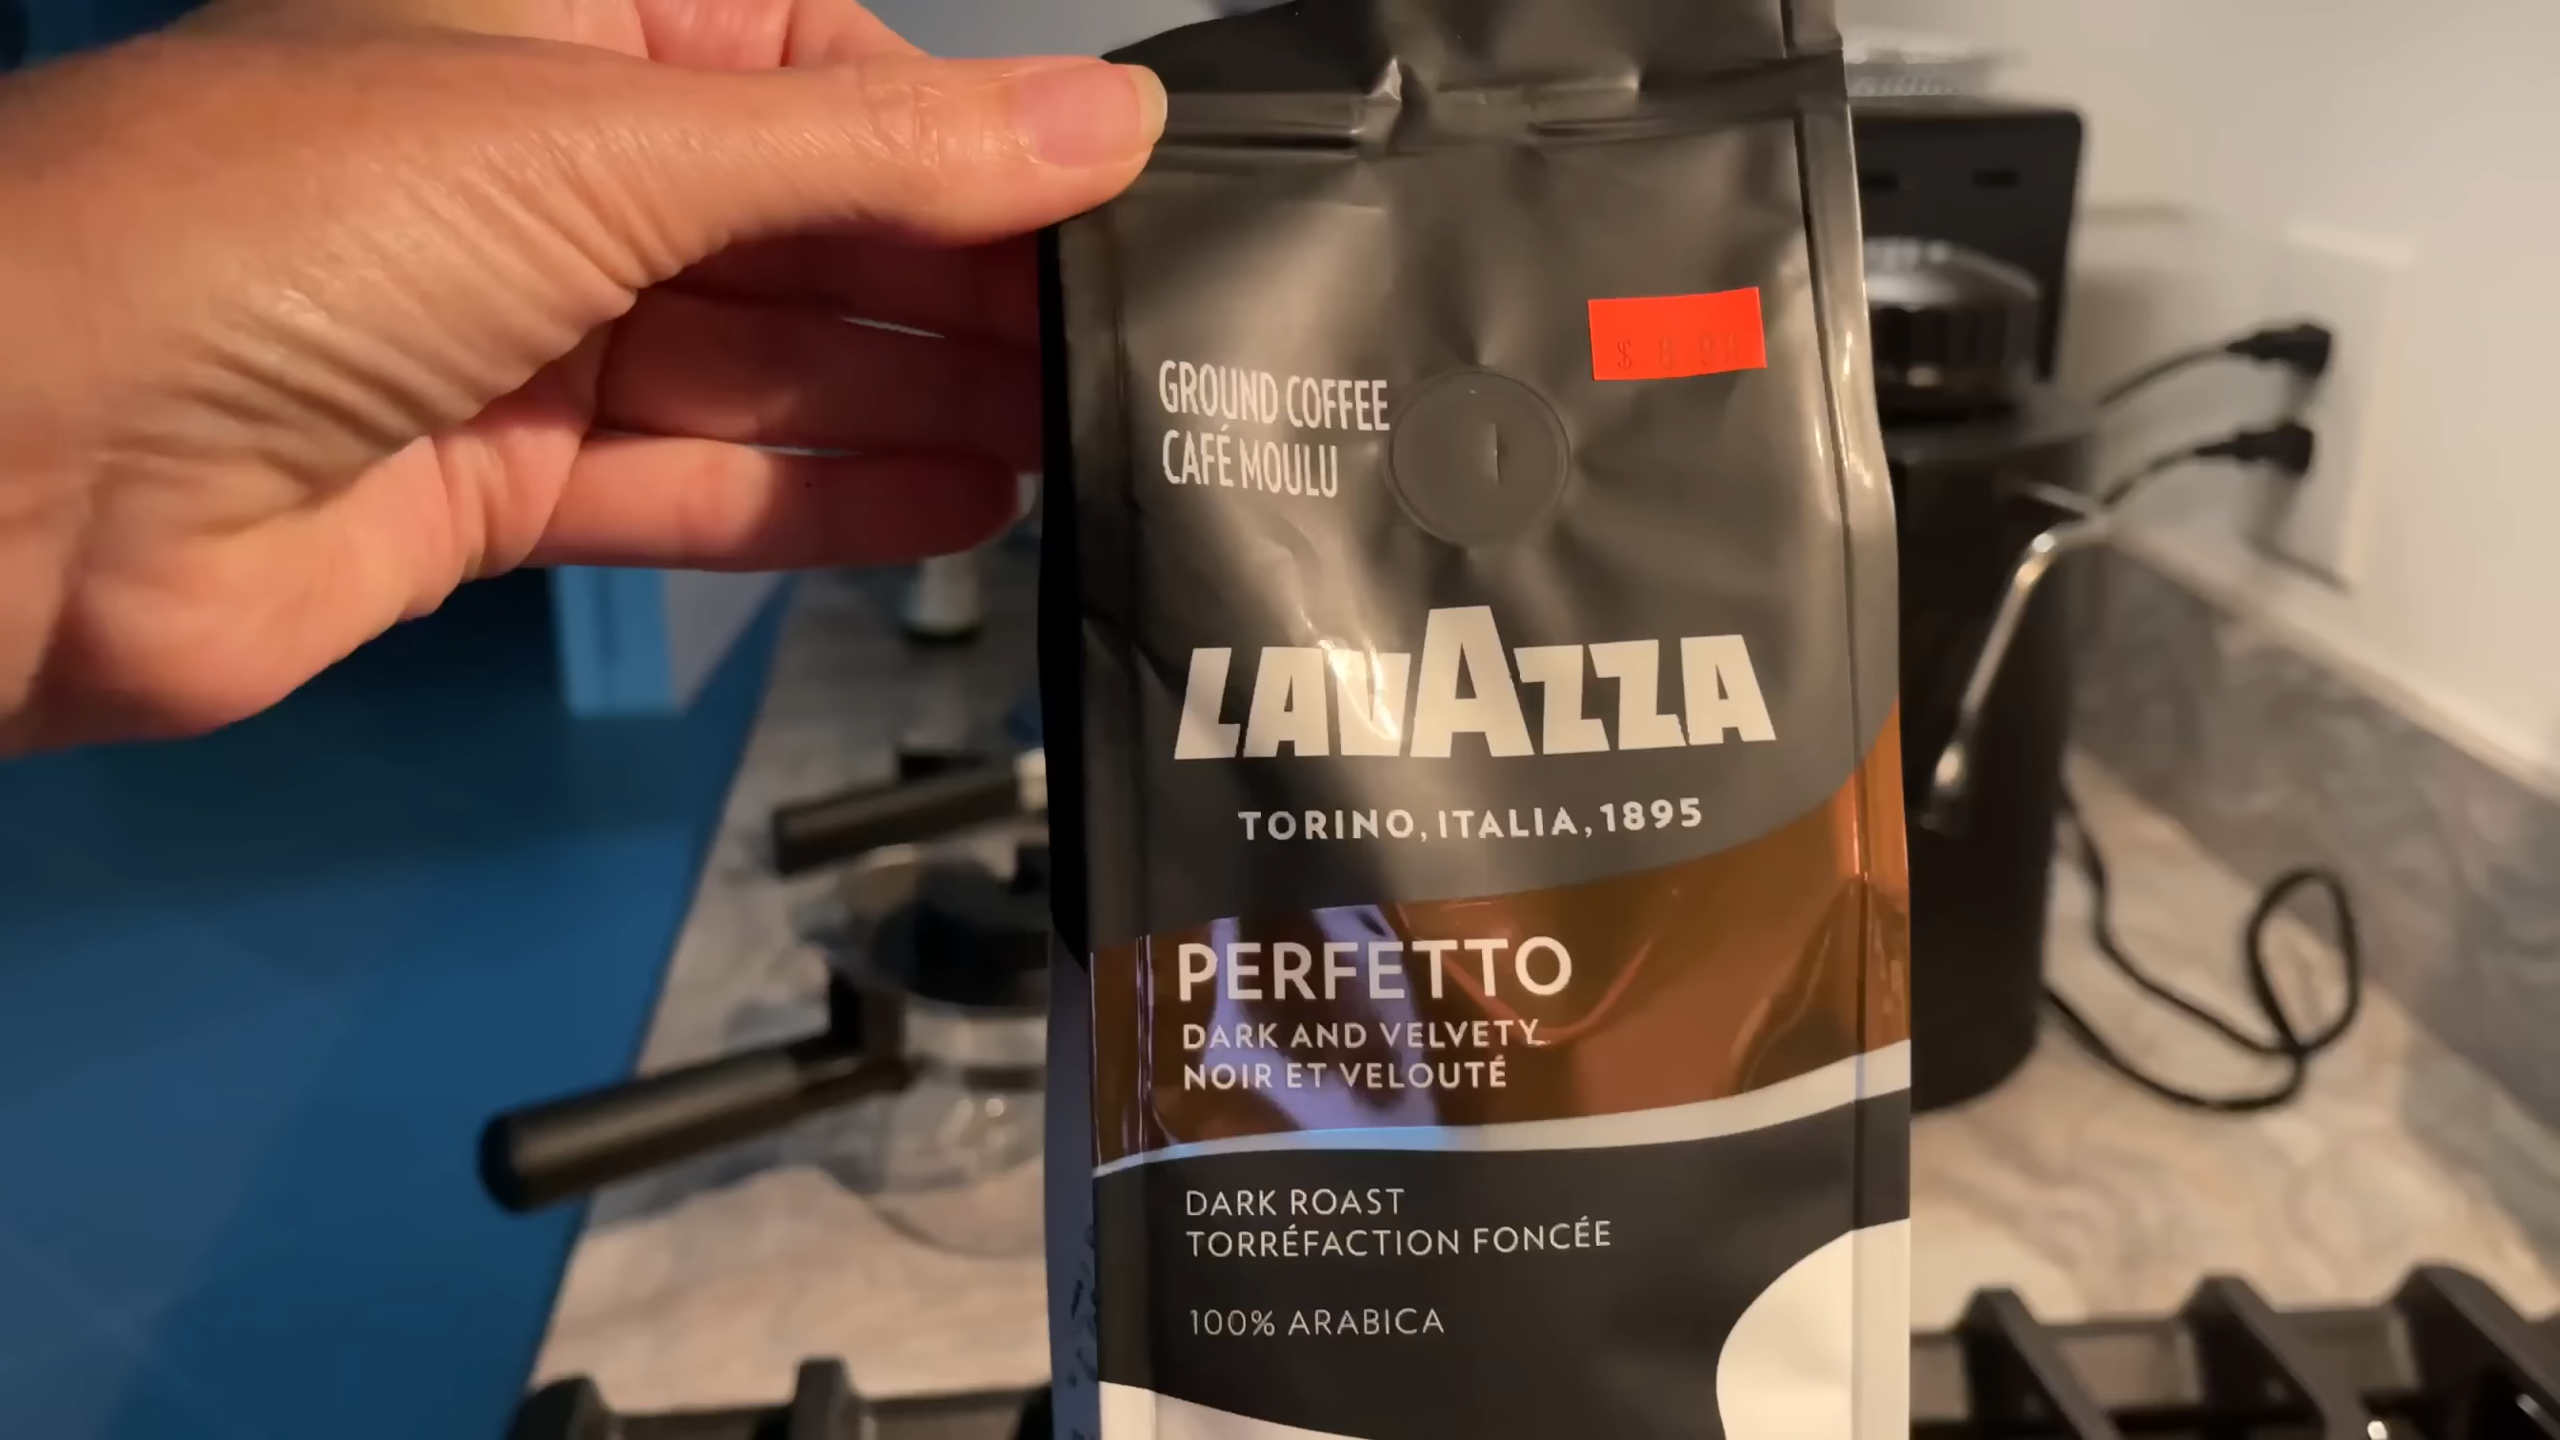 GROUND COFFEE
CAFÉ MOULU
LAVAZZA
TORINO, ITALIA, 1895
PERFETTO
DARK AND VELVETY
NOIR ET VELOUTÉ
DARK ROAST
TORRÉFACTION FONCÉE
100% ARABICA